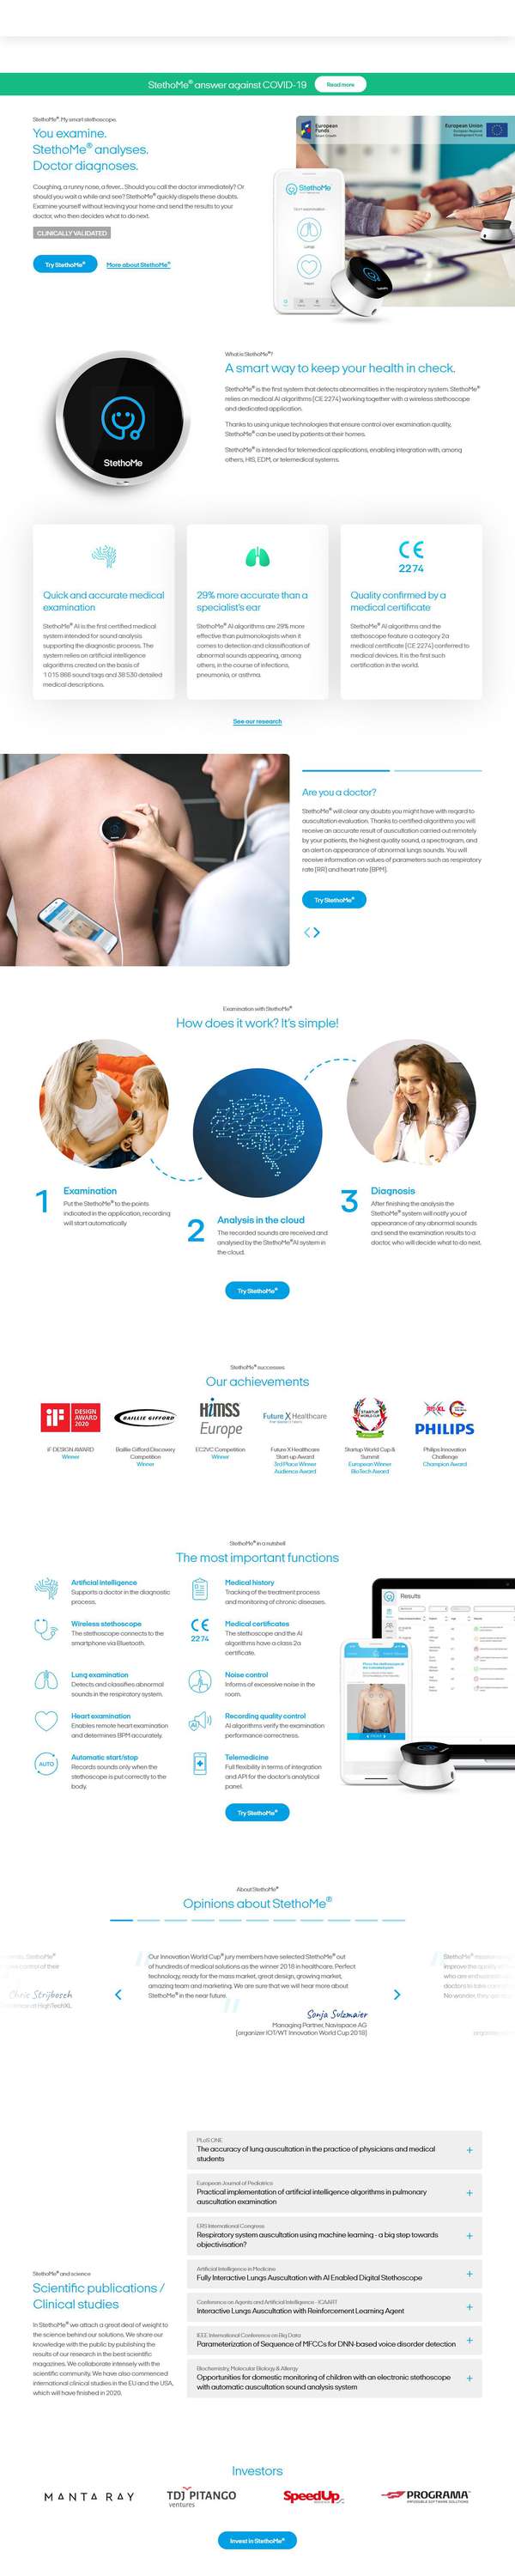 StethoMe® answer against COVID-19
Read more
StethoMe®. My smart stethoscope.
You examine.
StethoMe® analyses.
Doctor diagnoses.
Coughing, a runny nose, a fever... Should you call the doctor immediately? Or
should you wait a while and see? StethoMe® quickly dispels these doubts.
Examine yourself without leaving your home and send the results to your
doctor, who then decides what to do next.
CLINICALLY VALIDATED
Try StethoMe®
More about StethoMe®
European
Funds
European Union
StethoMe
Lungs
Heart
What is StethoMe®?
A smart way to keep your health in check.
StethoMe® is the first system that detects abnormalities in the respiratory system. StethoMe®
relies on medical AI algorithms (CE 2274) working together with a wireless stethoscope
and dedicated application.
Thanks to using unique technologies that ensure control over examination quality,
StethoMe® can be used by patients at their homes.
StethoMe® is intended for telemedical applications, enabling integration with, among
others, HIS, EDM, or telemedical systems.
StethoMe
CE
2274
Quick and accurate medical
examination
StethoMe® AI is the first certified medical
system intended for sound analysis
supporting the diagnostic process. The
system relies on artificial intelligence
algorithms created on the basis of
1 015 866 sound tags and 38 530 detailed
medical descriptions.
29% more accurate than a
specialist's ear
StethoMe® AI algorithms are 29% more
effective than pulmonologists when it
comes to detection and classification of
abnormal sounds appearing, among
others, in the course of infections,
pneumonia, or asthma.
Quality confirmed by a
medical certificate
StethoMe® AI algorithms and the
stethoscope feature a category 2a
medical certificate (CE 2274) conferred to
medical devices. It is the first such
certification in the world.
See our research
Are you a doctor?
StethoMe® will clear any doubts you might have with regard to
auscultation evaluation. Thanks to certified algorithms you will
receive an accurate result of auscultation carried out remotely
by your patients, the highest quality sound, a spectrogram, and
an alert on appearance of abnormal lungs sounds. You will
receive information on values of parameters such as respiratory
rate (RR) and heart rate (BPM).
Try StethoMe®
Examination with StethoMe®
How does it work? It's simple!
1
Examination
Put the StethoMe® to the points
indicated in the application, recording
will start automatically.
2
Analysis in the cloud
The recorded sounds are received and
analysed by the StethoMe® AI system in
the cloud.
3
Diagnosis
After finishing the analysis the
StethoMe® system will notify you of
appearance of any abnormal sounds
and send the examination results to a
doctor, who will decide what to do next.
Try StethoMe®
StethoMe® successes
Our achievements
iF
DESIGN
AWARD
2020
BAILLIE GIFFORD
HIMSS
Europe
Future X Healthcare
STARTUP
WORLD CUP
PHILIPS
iF DESIGN AWARD
Winner
Baillie Gifford Discovery
Competition
Winner
EC2VC Competition
Winner
Future X Healthcare
Start-up Award
3rd Place Winner
Audience Award
Startup World Cup &
Summit
European Winner
BioTech Award
Philips Innovation
Challenge
Champion Award
StethoMe® in a nutshell
The most important functions
Artificial intelligence
Supports a doctor in the diagnostic
process.
Medical history
Tracking of the treatment process
and monitoring of chronic diseases.
Wireless stethoscope
The stethoscope connects to the
smartphone via Bluetooth.
CE
2274
Medical certificates
The stethoscope and the AI
algorithms have a class 2a
certificate.
Lung examination
Detects and classifies abnormal
sounds in the respiratory system.
Noise control
Informs of excessive noise in the
room.
Heart examination
Enables remote heart examination
and determines BPM accurately.
AI
Recording quality control
AI algorithms verify the examination
performance correctness.
AUTO
Automatic start/stop
Records sounds only when the
stethoscope is put correctly to the
body.
Telemedicine
Full flexibility in terms of integration
and API for the doctor's analytical
panel.
Results
Try StethoMe®
About StethoMe®
Opinions about StethoMe®
Our Innovation World Cup® jury members have selected StethoMe® out
of hundreds of medical solutions as the winner 2018 in healthcare. Perfect
technology, ready for the mass market, great design, growing market,
amazing team and marketing. We are sure that we will hear more about
StethoMe® in the near future.
Sonja Sulzmaier
Managing Partner, Navispace AG
(organizer IOT/WT Innovation World Cup 2018)
Chris Strijbosch
PLoS ONE
The accuracy of lung auscultation in the practice of physicians and medical
students
European Journal of Pediatrics
Practical implementation of artificial intelligence algorithms in pulmonary
auscultation examination
ERS International Congress
Respiratory system auscultation using machine learning - a big step towards
objectivisation?
Artificial Intelligence in Medicine
Fully Interactive Lungs Auscultation with AI Enabled Digital Stethoscope
Conference on Agents and Artificial Intelligence - ICAART
Interactive Lungs Auscultation with Reinforcement Learning Agent
IEEE International Conference on Big Data
Parameterization of Sequence of MFCCs for DNN-based voice disorder detection
Biochemistry, Molecular Biology & Allergy
Opportunities for domestic monitoring of children with an electronic stethoscope
with automatic auscultation sound analysis system
StethoMe® and science
Scientific publications /
Clinical studies
In StethoMe® we attach a great deal of weight to
the science behind our solutions. We share our
knowledge with the public by publishing the
results of our research in the best scientific
magazines. We collaborate intensely with the
scientific community. We have also commenced
international clinical studies in the EU and the USA,
which will have finished in 2020.
Investors
MANTA RAY
TDJ PITANGO
ventures
SpeedUp
PROGRAMA
Invest in StethoMe®